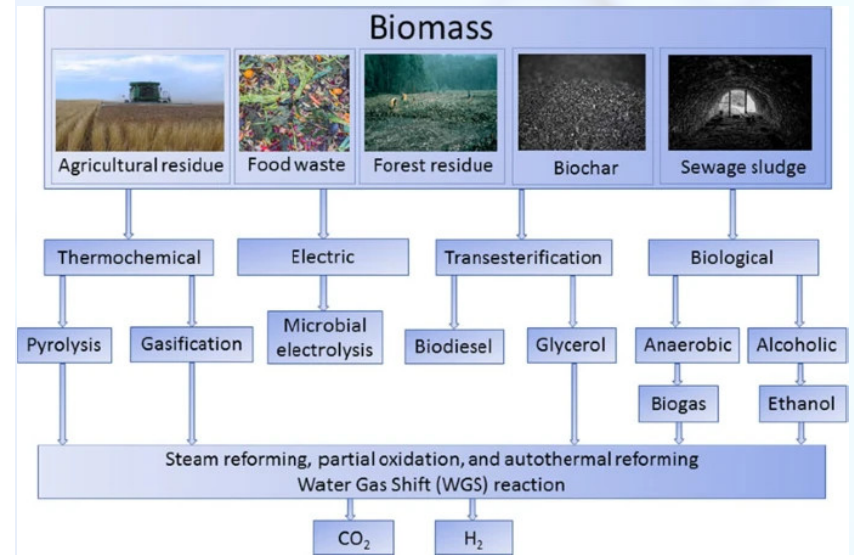 Biomass
Agricultural residue
Food waste
Forest residue
Biochar
Sewage sludge
Thermochemical
Electric
Transesterification
Biological
Pyrolysis
Gasification
Microbial
electrolysis
Biodiesel
Glycerol
Anaerobic
Alcoholic
Biogas
Ethanol
Steam reforming, partial oxidation, and autothermal reforming
Water Gas Shift (WGS) reaction
CO₂
H₂